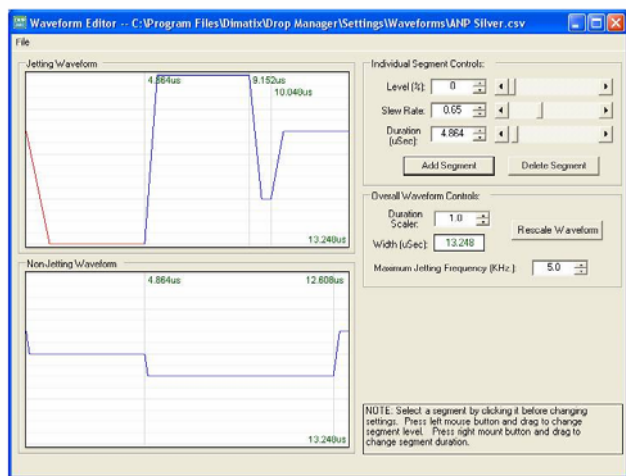 Waveform Editor -- C:\Program Files\Dimatix\Drop Manager\Settings\Waveforms\ANP Silver.csv
File
Jetting Waveform
4.864us
9.152us
10.048us
13.248us
Non-Jetting Waveform
4.864us
12.608us
13.248us
Individual Segment Controls:
Level (%): 0
Slew Rate: 0.65
Duration (uSec): 4.864
Add Segment
Delete Segment
Overall Waveform Controls:
Duration Scaler: 1.0
Width (uSec): 13.248
Rescale Waveform
Maximum Jetting Frequency (KHz.): 5.0
NOTE: Select a segment by clicking it before changing
settings. Press left mouse button and drag to change
segment level. Press right mount button and drag to
change segment duration.